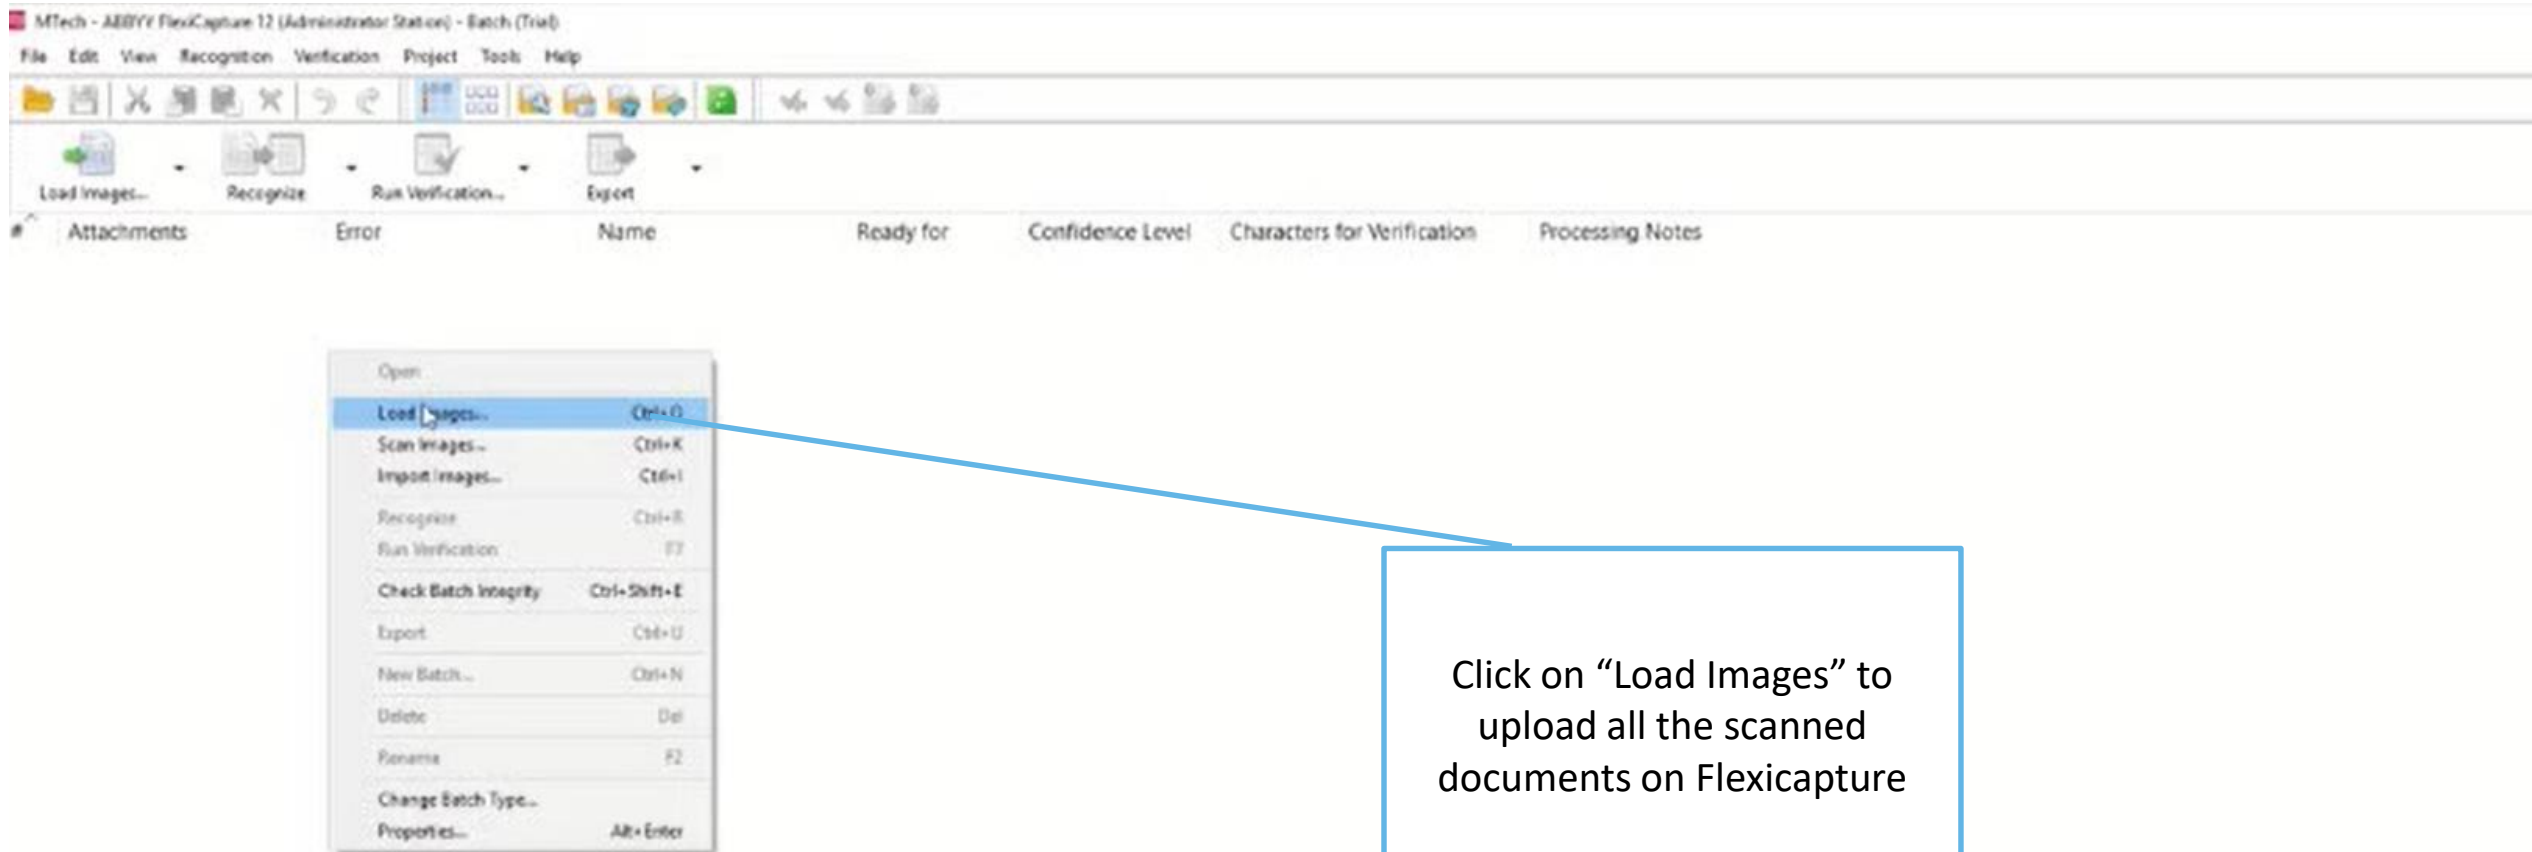 MTech - ABBYY FlexiCapture 12 (Administrator Station) - Batch (Trial)
File Edit View Recognition Verification Project Tools Help
Load Images... Recognize Run Verification... Export
# Attachments Error Name Ready for Confidence Level Characters for Verification Processing Notes
Open
Load Images... Ctrl+O
Scan Images... Ctrl+K
Import Images... Ctrl+I
Recognize Ctrl+R
Run Verification F7
Check Batch Integrity Ctrl+Shift+E
Export Ctrl+U
New Batch... Ctrl+N
Delete Del
Rename F2
Change Batch Type...
Properties... Alt+Enter
Click on “Load Images” to
upload all the scanned
documents on Flexicapture